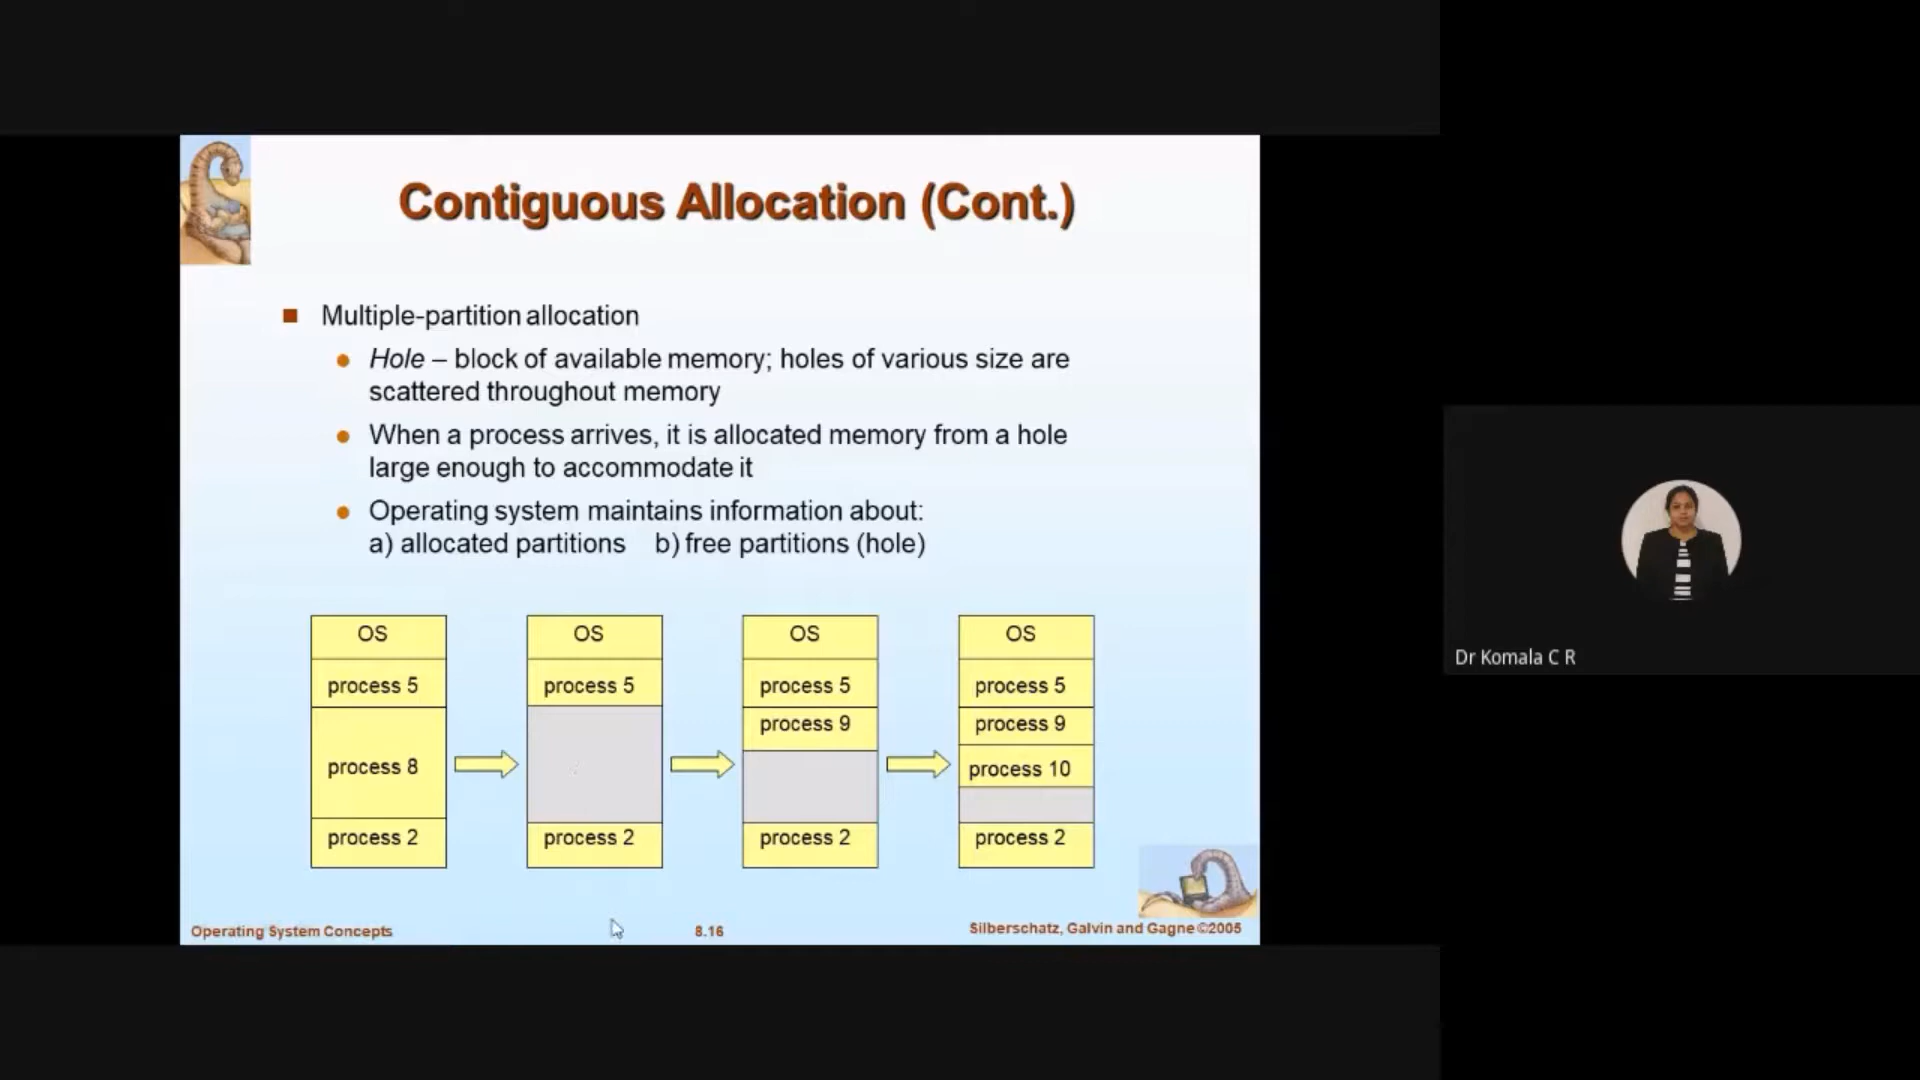 Contiguous Allocation (Cont.)
Multiple-partition allocation
Hole – block of available memory; holes of various size are
scattered throughout memory
When a process arrives, it is allocated memory from a hole
large enough to accommodate it
Operating system maintains information about:
a) allocated partitions b) free partitions (hole)
OS
process 5
process 8
process 2
OS
process 5
process 2
OS
process 5
process 9
process 2
OS
process 5
process 9
process 10
process 2
Operating System Concepts
8.16
Silberschatz, Galvin and Gagne ©2005
Dr Komala C R